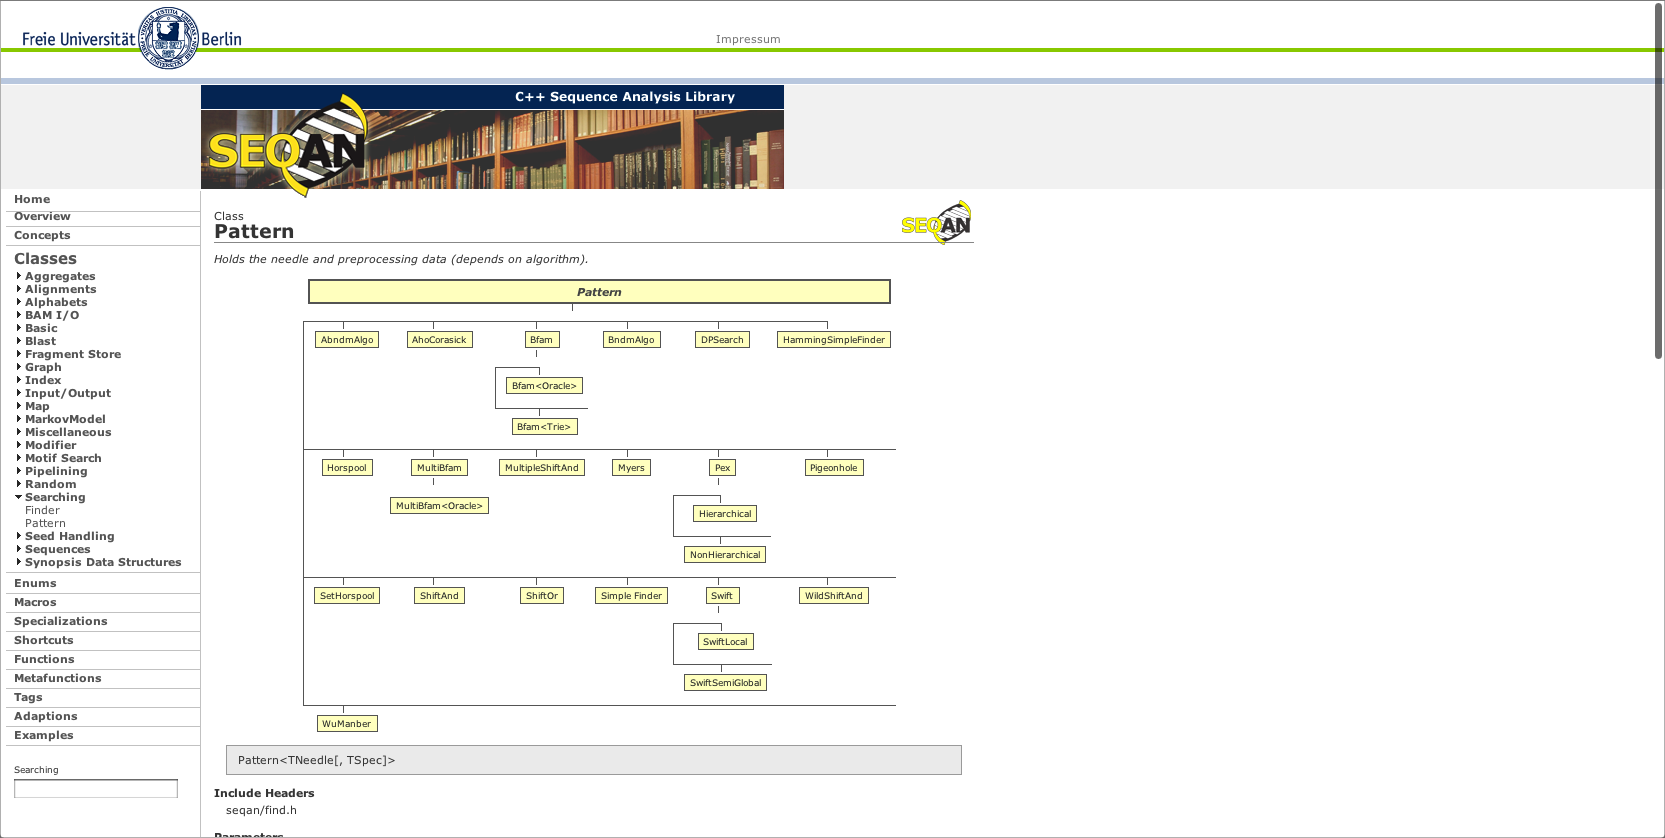 Freie Universität Berlin
Impressum
C++ Sequence Analysis Library
SEQAN
Home
Overview
Concepts
Classes
Aggregates
Alignments
Alphabets
BAM I/O
Basic
Blast
Fragment Store
Graph
Index
Input/Output
Map
MarkovModel
Miscellaneous
Modifier
Motif Search
Pipelining
Random
Searching
Finder
Pattern
Seed Handling
Sequences
Synopsis Data Structures
Enums
Macros
Specializations
Shortcuts
Functions
Metafunctions
Tags
Adaptions
Examples
Searching
Class
Pattern
SEQAN
Holds the needle and preprocessing data (depends on algorithm).
Pattern
AbndmAlgo AhoCorasick Bfam BndmAlgo DPSearch HammingSimpleFinder
Bfam<Oracle>
Bfam<Trie>
Horspool MultiBfam MultipleShiftAnd Myers Pex Pigeonhole
MultiBfam<Oracle>
Hierarchical
NonHierarchical
SetHorspool ShiftAnd ShiftOr Simple Finder Swift WildShiftAnd
SwiftLocal
SwiftSemiGlobal
WuManber
Pattern<TNeedle[, TSpec]>
Include Headers
seqan/find.h
Parameters